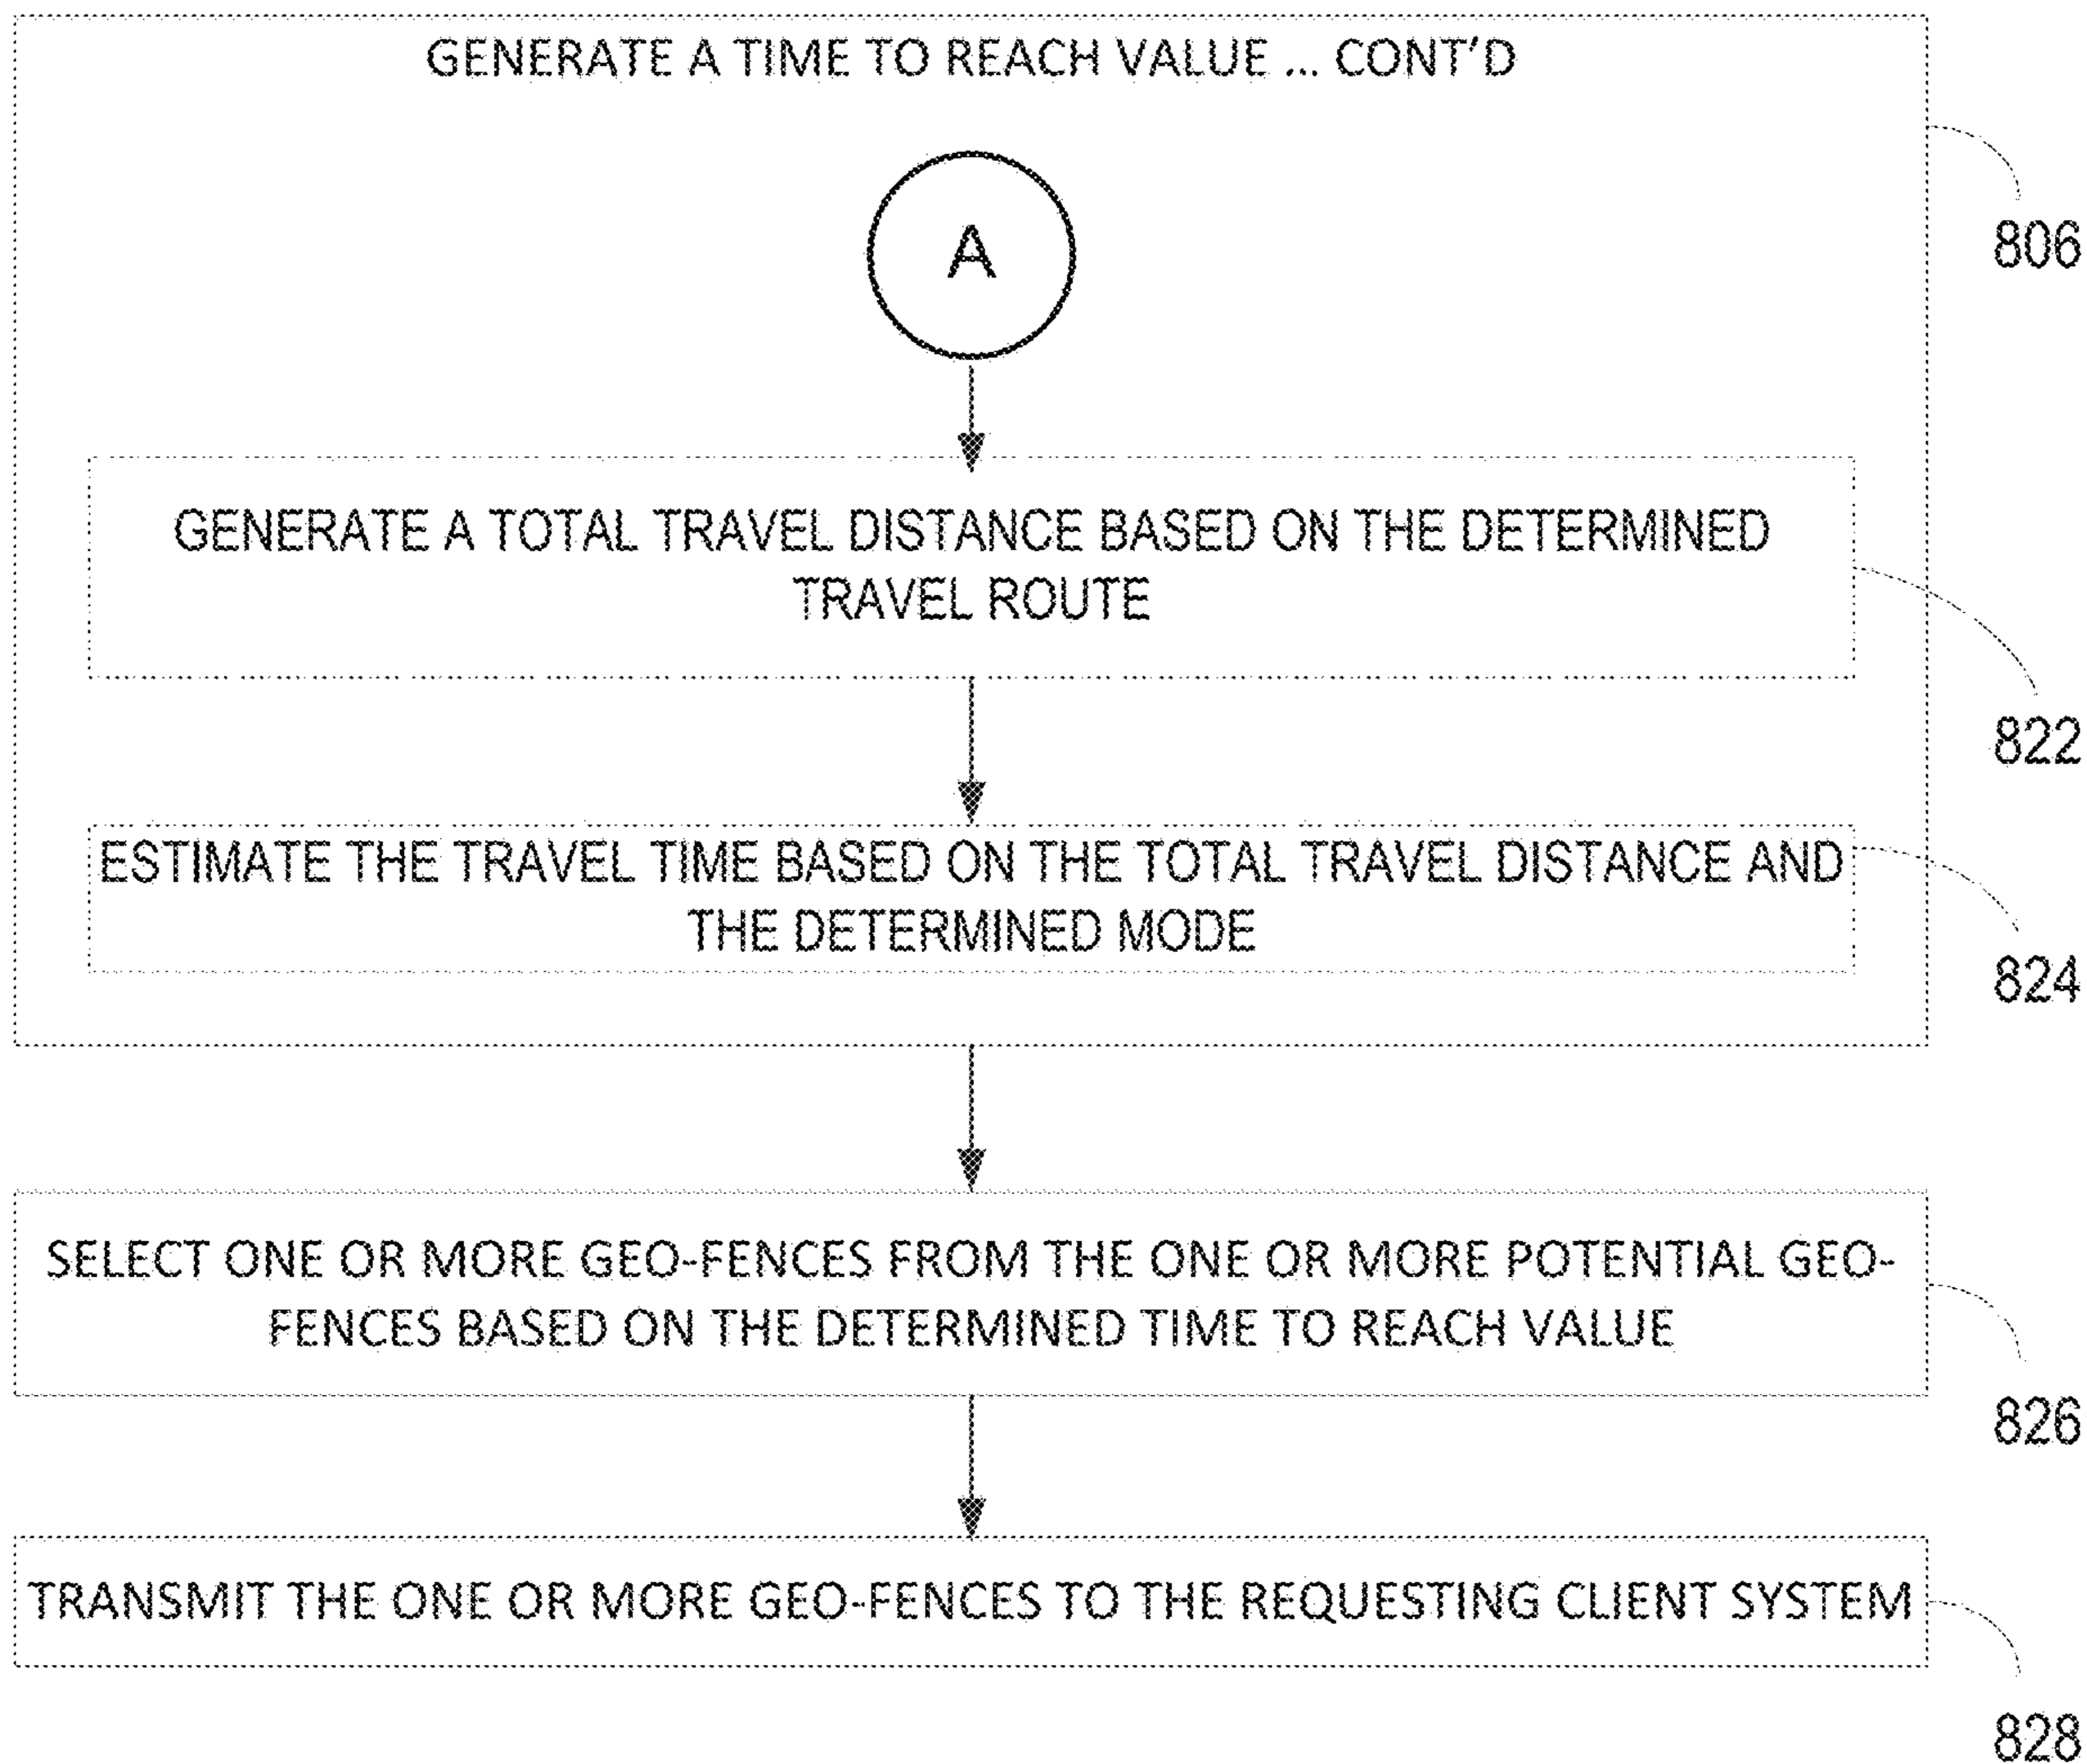 GENERATE A TIME TO REACH VALUE ... CONT'D
A
806
GENERATE A TOTAL TRAVEL DISTANCE BASED ON THE DETERMINED
TRAVEL ROUTE
822
ESTIMATE THE TRAVEL TIME BASED ON THE TOTAL TRAVEL DISTANCE AND
THE DETERMINED MODE
824
SELECT ONE OR MORE GEO-FENCES FROM THE ONE OR MORE POTENTIAL GEO-
FENCES BASED ON THE DETERMINED TIME TO REACH VALUE
826
TRANSMIT THE ONE OR MORE GEO-FENCES TO THE REQUESTING CLIENT SYSTEM
828